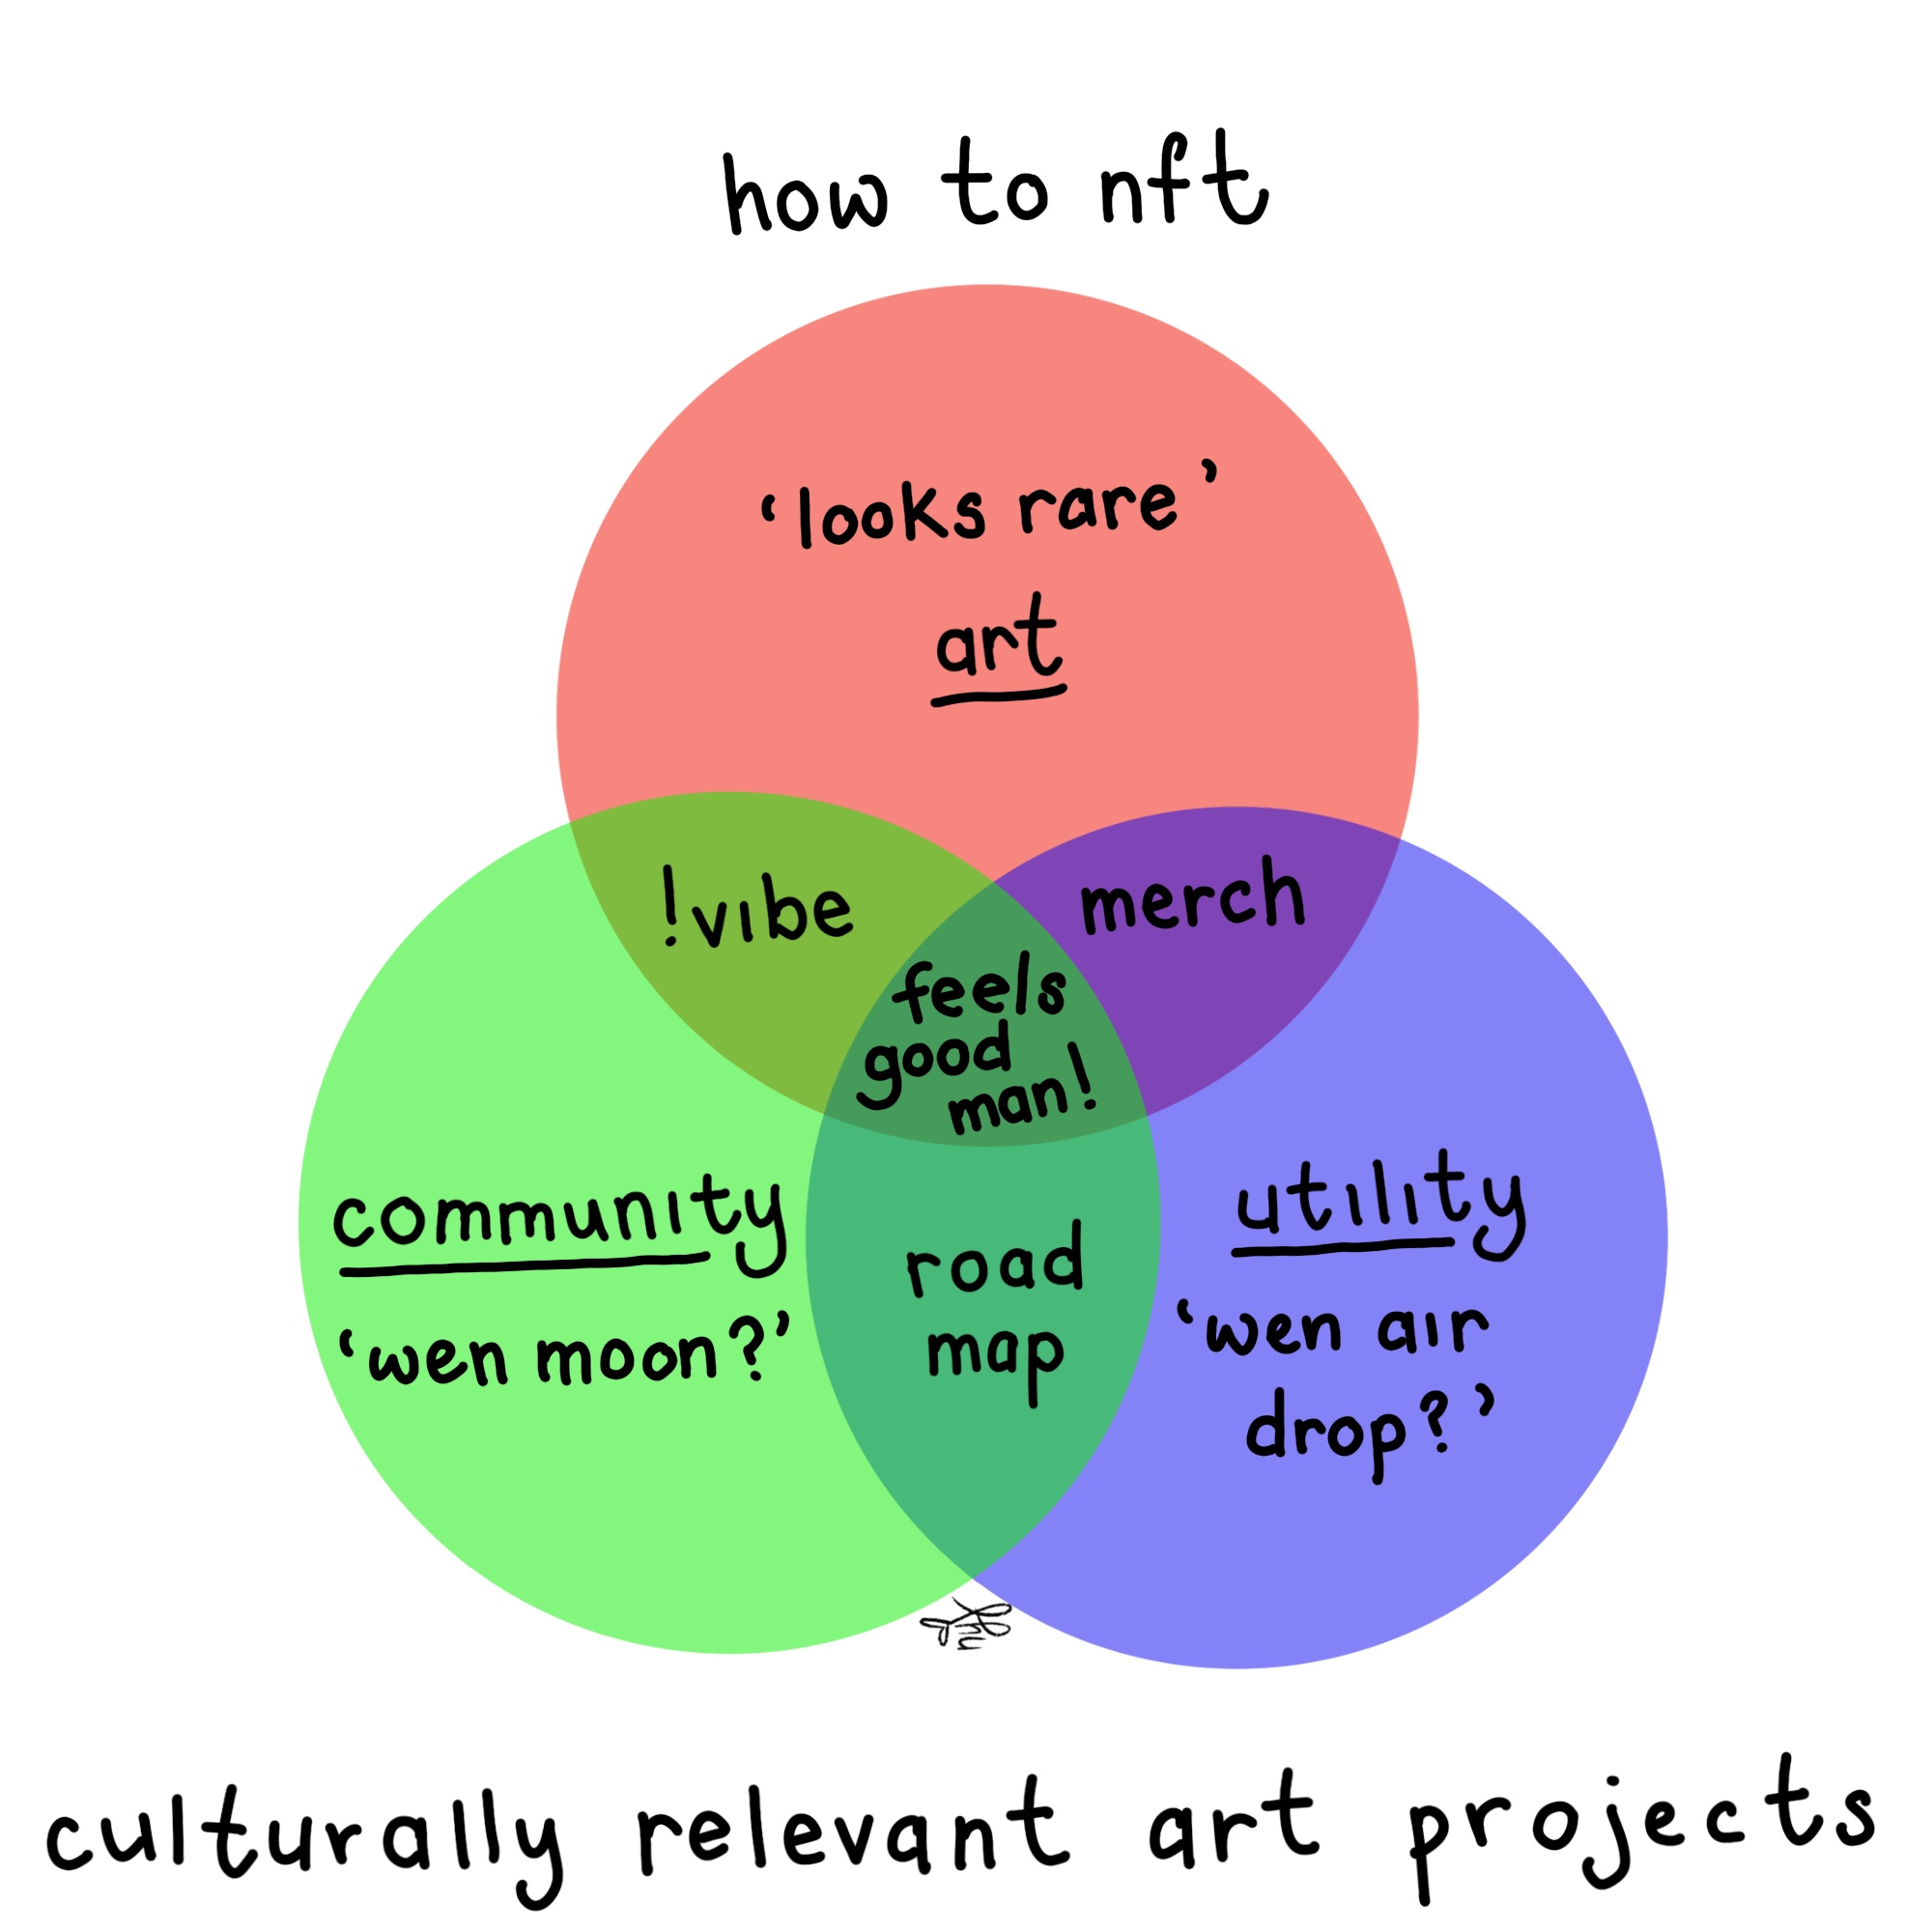 how to nft
'looks rare'
art
!vibe
merch
feels
good
man!
community
'wen moon?'
road
map
utility
'wen air
drop?'
culturally relevant art projects